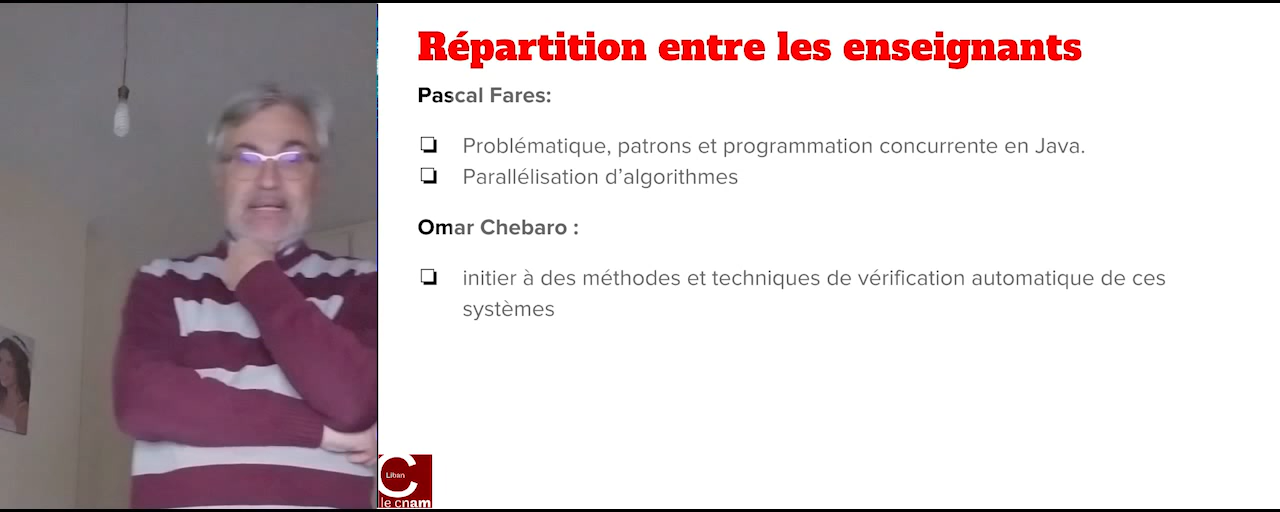 Répartition entre les enseignants
Pascal Fares:
Problématique, patrons et programmation concurrente en Java.
Parallélisation d’algorithmes
Omar Chebaro :
initier à des méthodes et techniques de vérification automatique de ces
systèmes
Liban
le cnam